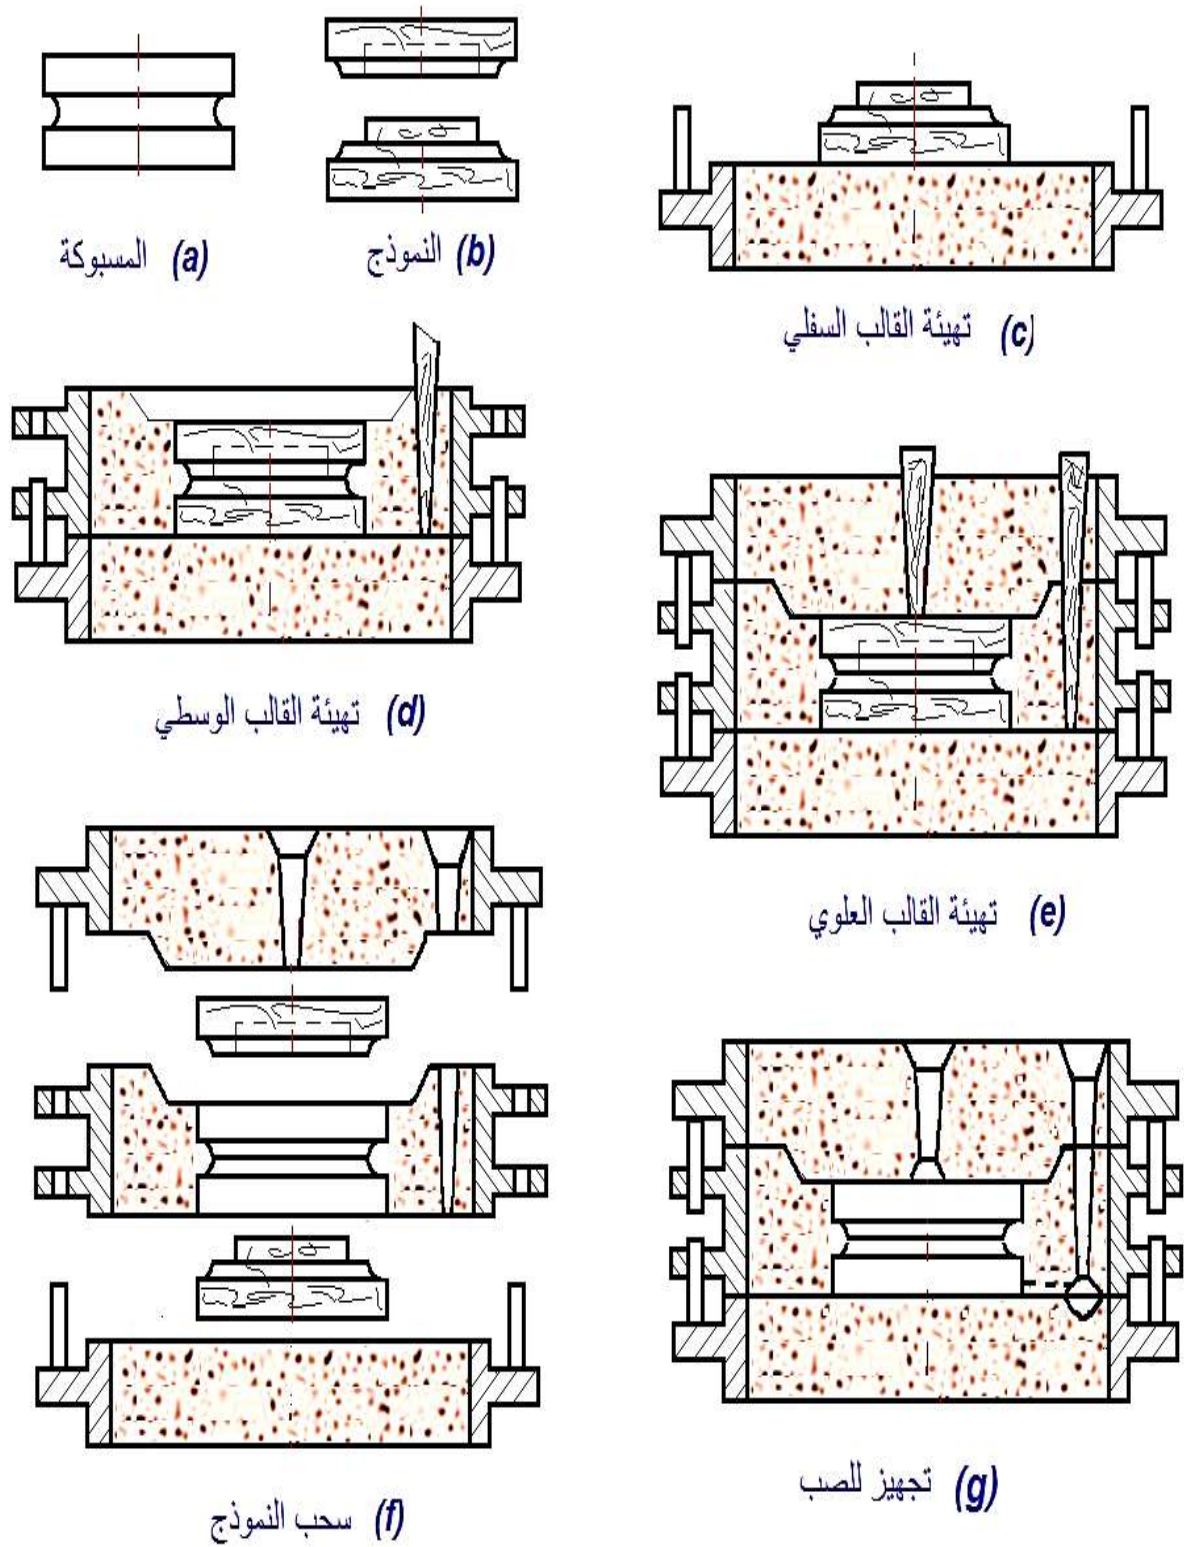 (a) المسبوكة
(b) النموذج
(c) تهيئة القالب السفلي
(d) تهيئة القالب الوسطي
(e) تهيئة القالب العلوي
(f) سحب النموذج
(g) تجهيز للصب